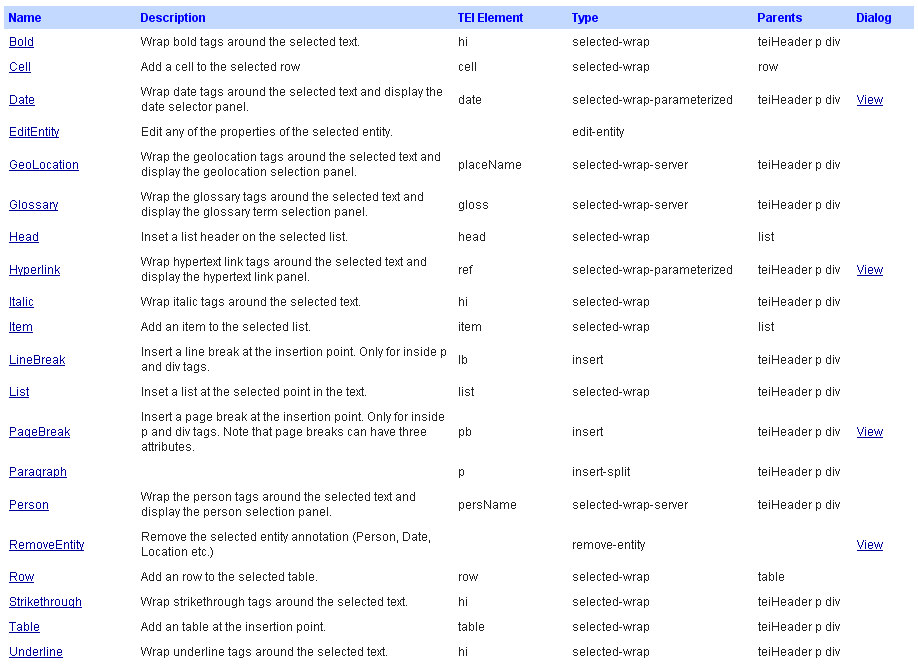 Name Description TEI Element Type Parents Dialog
Bold Wrap bold tags around the selected text. hi selected-wrap teiHeader p div
Cell Add a cell to the selected row cell selected-wrap row
Date Wrap date tags around the selected text and display the
date selector panel. date selected-wrap-parameterized teiHeader p div View
EditEntity Edit any of the properties of the selected entity. edit-entity
GeoLocation Wrap the geolocation tags around the selected text and
display the geolocation selection panel. placeName selected-wrap-server teiHeader p div
Glossary Wrap the glossary tags around the selected text and
display the glossary term selection panel. gloss selected-wrap-server teiHeader p div
Head Inset a list header on the selected list. head selected-wrap list
Hyperlink Wrap hypertext link tags around the selected text and
display the hypertext link panel. ref selected-wrap-parameterized teiHeader p div View
Italic Wrap italic tags around the selected text. hi selected-wrap teiHeader p div
Item Add an item to the selected list. item selected-wrap list
LineBreak Insert a line break at the insertion point. Only for inside p
and div tags. lb insert teiHeader p div
List Inset a list at the selected point in the text. list selected-wrap teiHeader p div
Insert a page break at the insertion point. Only for inside
PageBreak p and div tags. Note that page breaks can have three pb insert teiHeader p div View
attributes.
Paragraph p insert-split teiHeader p div
Person Wrap the person tags around the selected text and
display the person selection panel. persName selected-wrap-server teiHeader p div
RemoveEntity Remove the selected entity annotation (Person, Date,
Location etc.) remove-entity View
Row Add an row to the selected table. row selected-wrap table
Strikethrough Wrap strikethrough tags around the selected text. hi selected-wrap teiHeader p div
Table Add an table at the insertion point. table selected-wrap teiHeader p div
Underline Wrap underline tags around the selected text. hi selected-wrap teiHeader p div